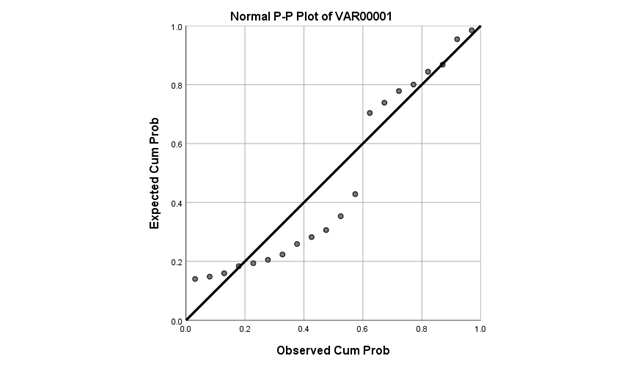 Normal P-P Plot of VAR00001
1.0
0.8
0.6
0.4
0.2
0.0
Expected Cum Prob
0.0 0.2 0.4 0.6 0.8 1.0
Observed Cum Prob